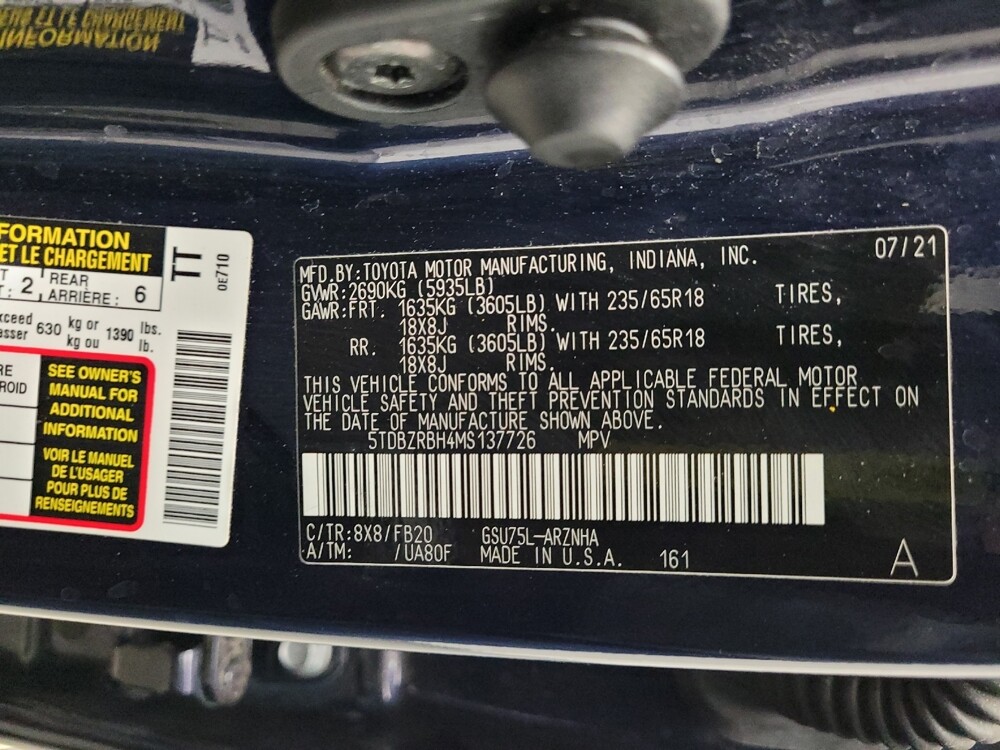 ET LE CHARGEMENT
INFORMATION
FORMATION
ET LE CHARGEMENT
T : 2, REAR ARRIÈRE: 6
630 kg or kg ou 1390 lbs. lb.
SEE OWNER'S
MANUAL FOR
ADDITIONAL
INFORMATION
VOIR LE MANUEL
DE L'USAGER
POUR PLUS DE
RENSEIGNEMENTS
TT
0E710
07/21
MFD.BY:TOYOTA MOTOR MANUFACTURING, INDIANA, INC.
GVWR:2690KG (5935LB)
GAWR:FRT. 1635KG (3605LB) WITH 235/65R18 TIRES,
18X8J RIMS.
RR. 1635KG (3605LB) WITH 235/65R18 TIRES,
18X8J RIMS.
THIS VEHICLE CONFORMS TO ALL APPLICABLE FEDERAL MOTOR
VEHICLE SAFETY AND THEFT PREVENTION STANDARDS IN EFFECT ON
THE DATE OF MANUFACTURE SHOWN ABOVE.
5TDBZRBH4MS137726 MPV
C/TR:8X8/FB20 GSU75L-ARZNHA
A/TM: /UA80F MADE IN U.S.A. 161
A